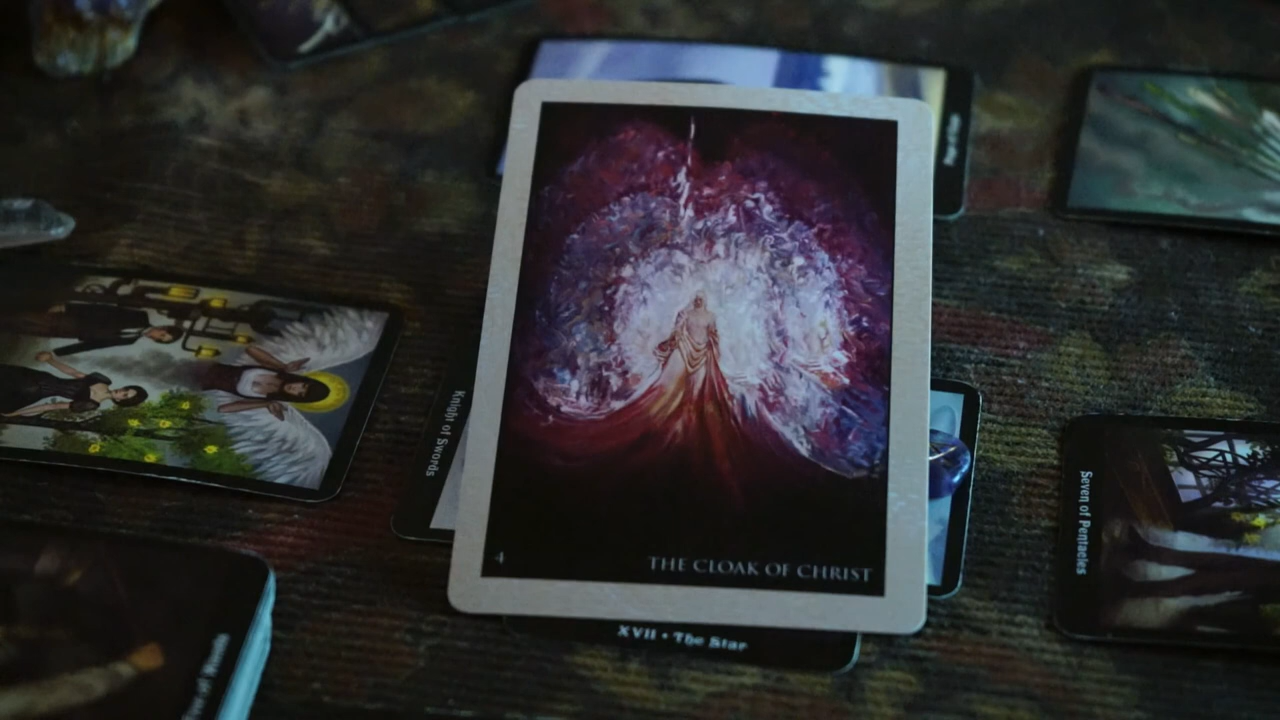 Knight of Swords
4
THE CLOAK OF CHRIST
XVII • The Star
Seven of Pentacles